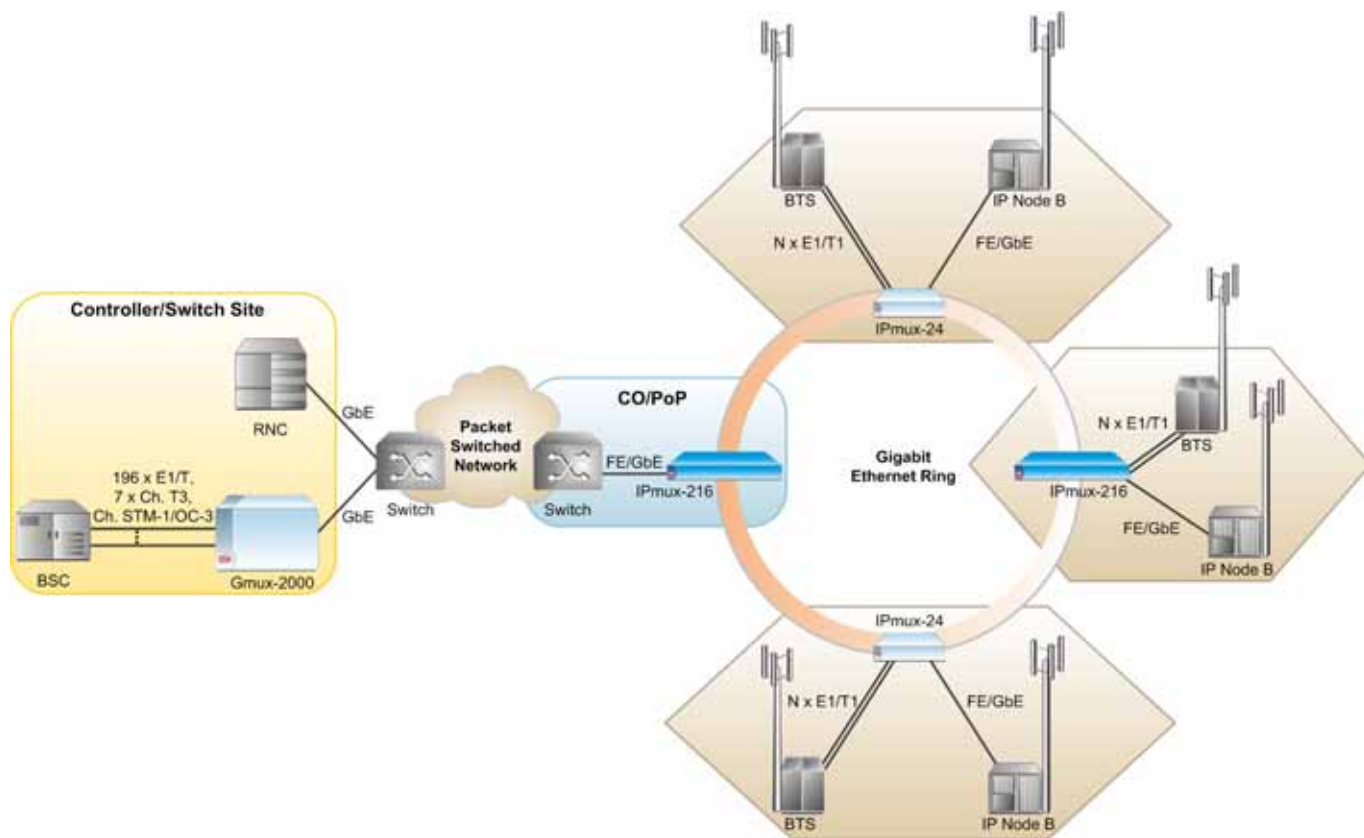 BTS
IP Node B
N x E1/T1
FE/GbE
IPmux-24
Controller/Switch Site
RNC
GbE
196 x E1/T,
7 x Ch. T3,
Ch. STM-1/OC-3
BSC
Gmux-2000
GbE
Switch
Packet
Switched
Network
CO/PoP
Switch
FE/GbE
IPmux-216
Gigabit
Ethernet Ring
N x E1/T1
BTS
IPmux-216
FE/GbE
IP Node B
IPmux-24
N x E1/T1
FE/GbE
BTS
IP Node B